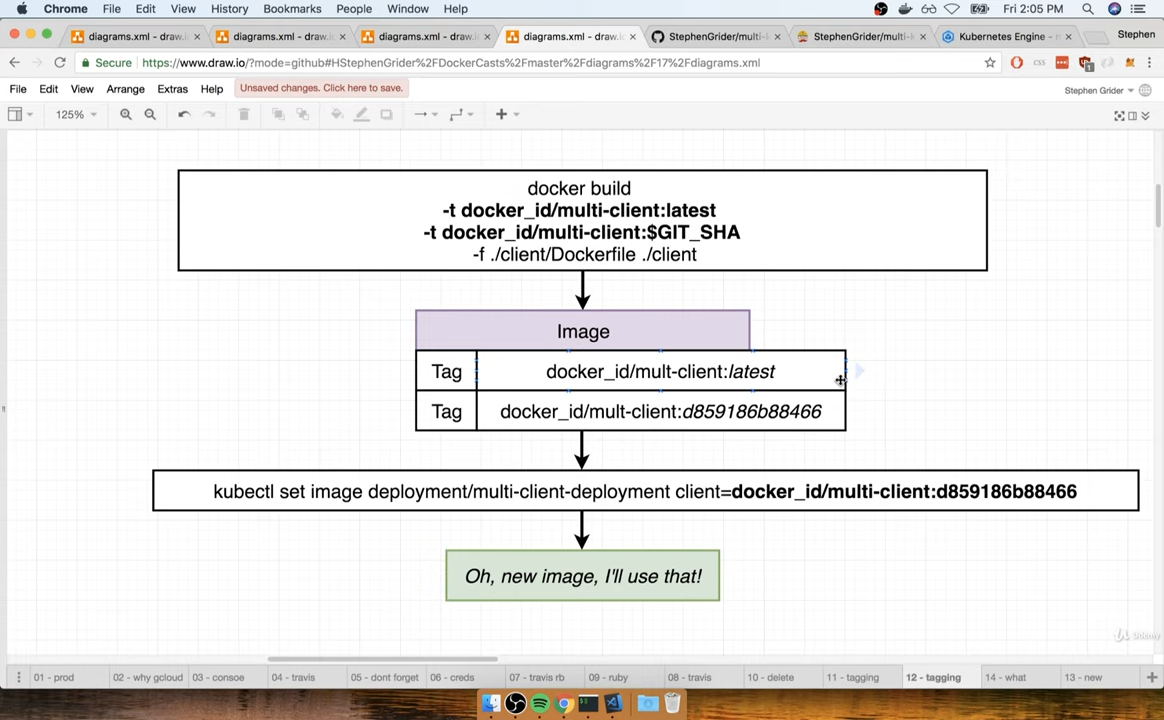 Chrome File Edit View History Bookmarks People Window Help Fri 2:05 PM
diagrams.xml - draw.i diagrams.xml - draw.i diagrams.xml - draw.i diagrams.xml - draw.i StephenGrider/multi- StephenGrider/multi- Kubernetes Engine - Stephen
Secure https://www.draw.io/?mode=github#HStephenGrider%2FDockerCasts%2Fmaster%2Fdiagrams%2F17%2Fdiagrams.xml css 1
File Edit View Arrange Extras Help Unsaved changes. Click here to save. Stephen Grider
125%
docker build
-t docker_id/multi-client:latest
-t docker_id/multi-client:$GIT_SHA
-f ./client/Dockerfile ./client
Image
Tag docker_id/mult-client:latest
Tag docker_id/mult-client:d859186b88466
kubectl set image deployment/multi-client-deployment client=docker_id/multi-client:d859186b88466
Oh, new image, I'll use that!
Udemy
01 - prod 02 - why gcloud 03 - consoe 04 - travis 05 - dont forget 06 - creds 07 - travis rb 09 - ruby 08 - travis 10 - delete 11 - tagging 12 - tagging 14 - what 13 - new